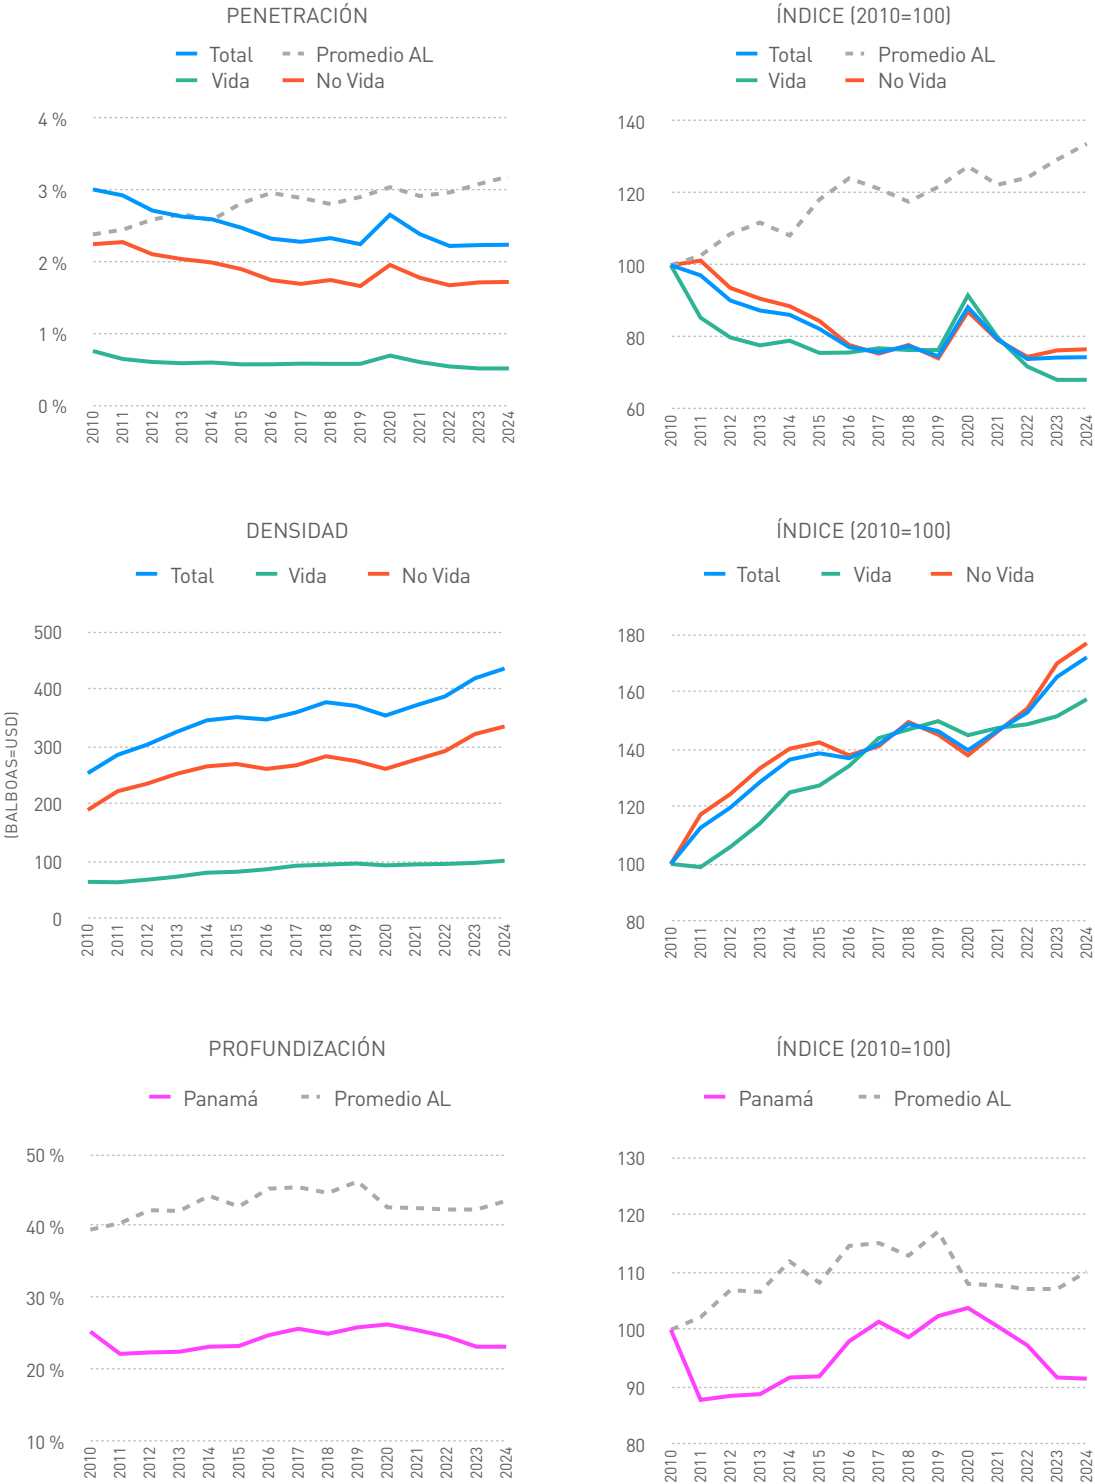 PENETRACIÓN
Total
Promedio AL
Vida
No Vida
4 %
3 %
2 %
1 %
0 %
2010 2011 2012 2013 2014 2015 2016 2017 2018 2019 2020 2021 2022 2023 2024
ÍNDICE (2010=100)
Total
Promedio AL
Vida
No Vida
140
120
100
80
60
2010 2011 2012 2013 2014 2015 2016 2017 2018 2019 2020 2021 2022 2023 2024
DENSIDAD
Total Vida No Vida
(BALBOAS=USD)
500
400
300
200
100
0
2010 2011 2012 2013 2014 2015 2016 2017 2018 2019 2020 2021 2022 2023 2024
ÍNDICE (2010=100)
Total Vida No Vida
180
160
140
120
100
80
2010 2011 2012 2013 2014 2015 2016 2017 2018 2019 2020 2021 2022 2023 2024
PROFUNDIZACIÓN
Panamá Promedio AL
50 %
40 %
30 %
20 %
10 %
2010 2011 2012 2013 2014 2015 2016 2017 2018 2019 2020 2021 2022 2023 2024
ÍNDICE (2010=100)
Panamá Promedio AL
130
120
110
100
90
80
2010 2011 2012 2013 2014 2015 2016 2017 2018 2019 2020 2021 2022 2023 2024